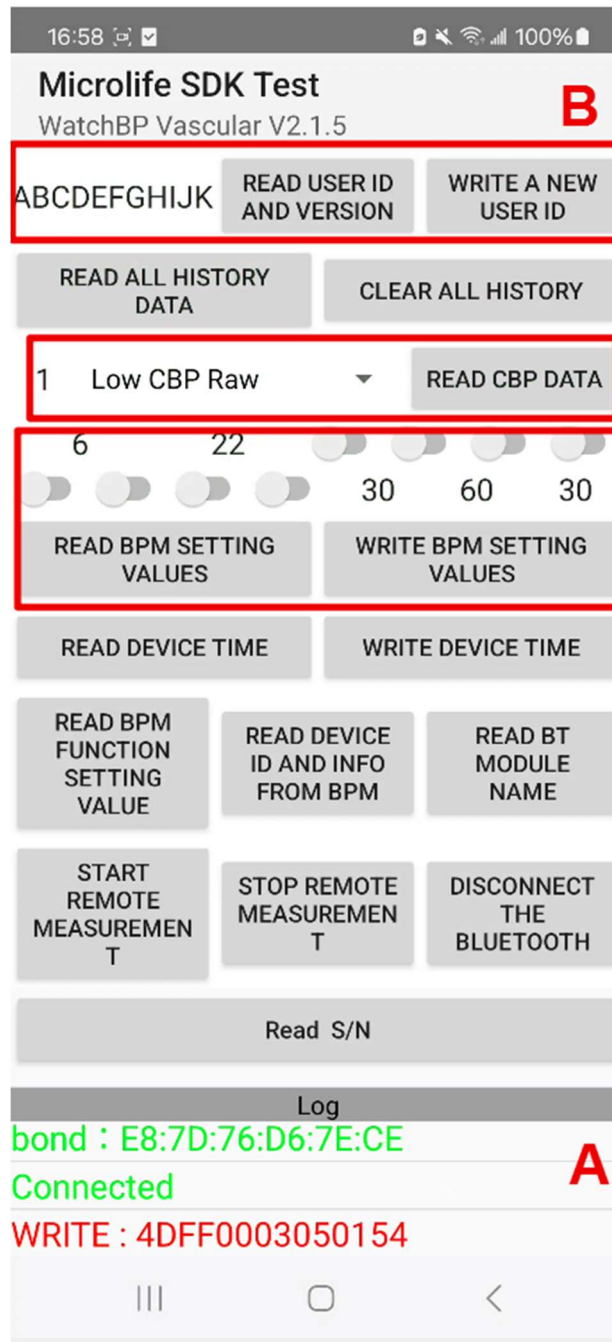 16:58 100%
Microlife SDK Test
B
WatchBP Vascular V2.1.5
ABCDEFGHIJK
READ USER ID
AND VERSION
WRITE A NEW
USER ID
READ ALL HISTORY
DATA
CLEAR ALL HISTORY
1 Low CBP Raw
READ CBP DATA
6 22
30 60 30
READ BPM SETTING
VALUES
WRITE BPM SETTING
VALUES
READ DEVICE TIME
WRITE DEVICE TIME
READ BPM
FUNCTION
SETTING
VALUE
READ DEVICE
ID AND INFO
FROM BPM
READ BT
MODULE
NAME
START
REMOTE
MEASUREMEN
T
STOP REMOTE
MEASUREMEN
T
DISCONNECT
THE
BLUETOOTH
Read S/N
Log
bond：E8:7D:76:D6:7E:CE
Connected
A
WRITE : 4DFF0003050154